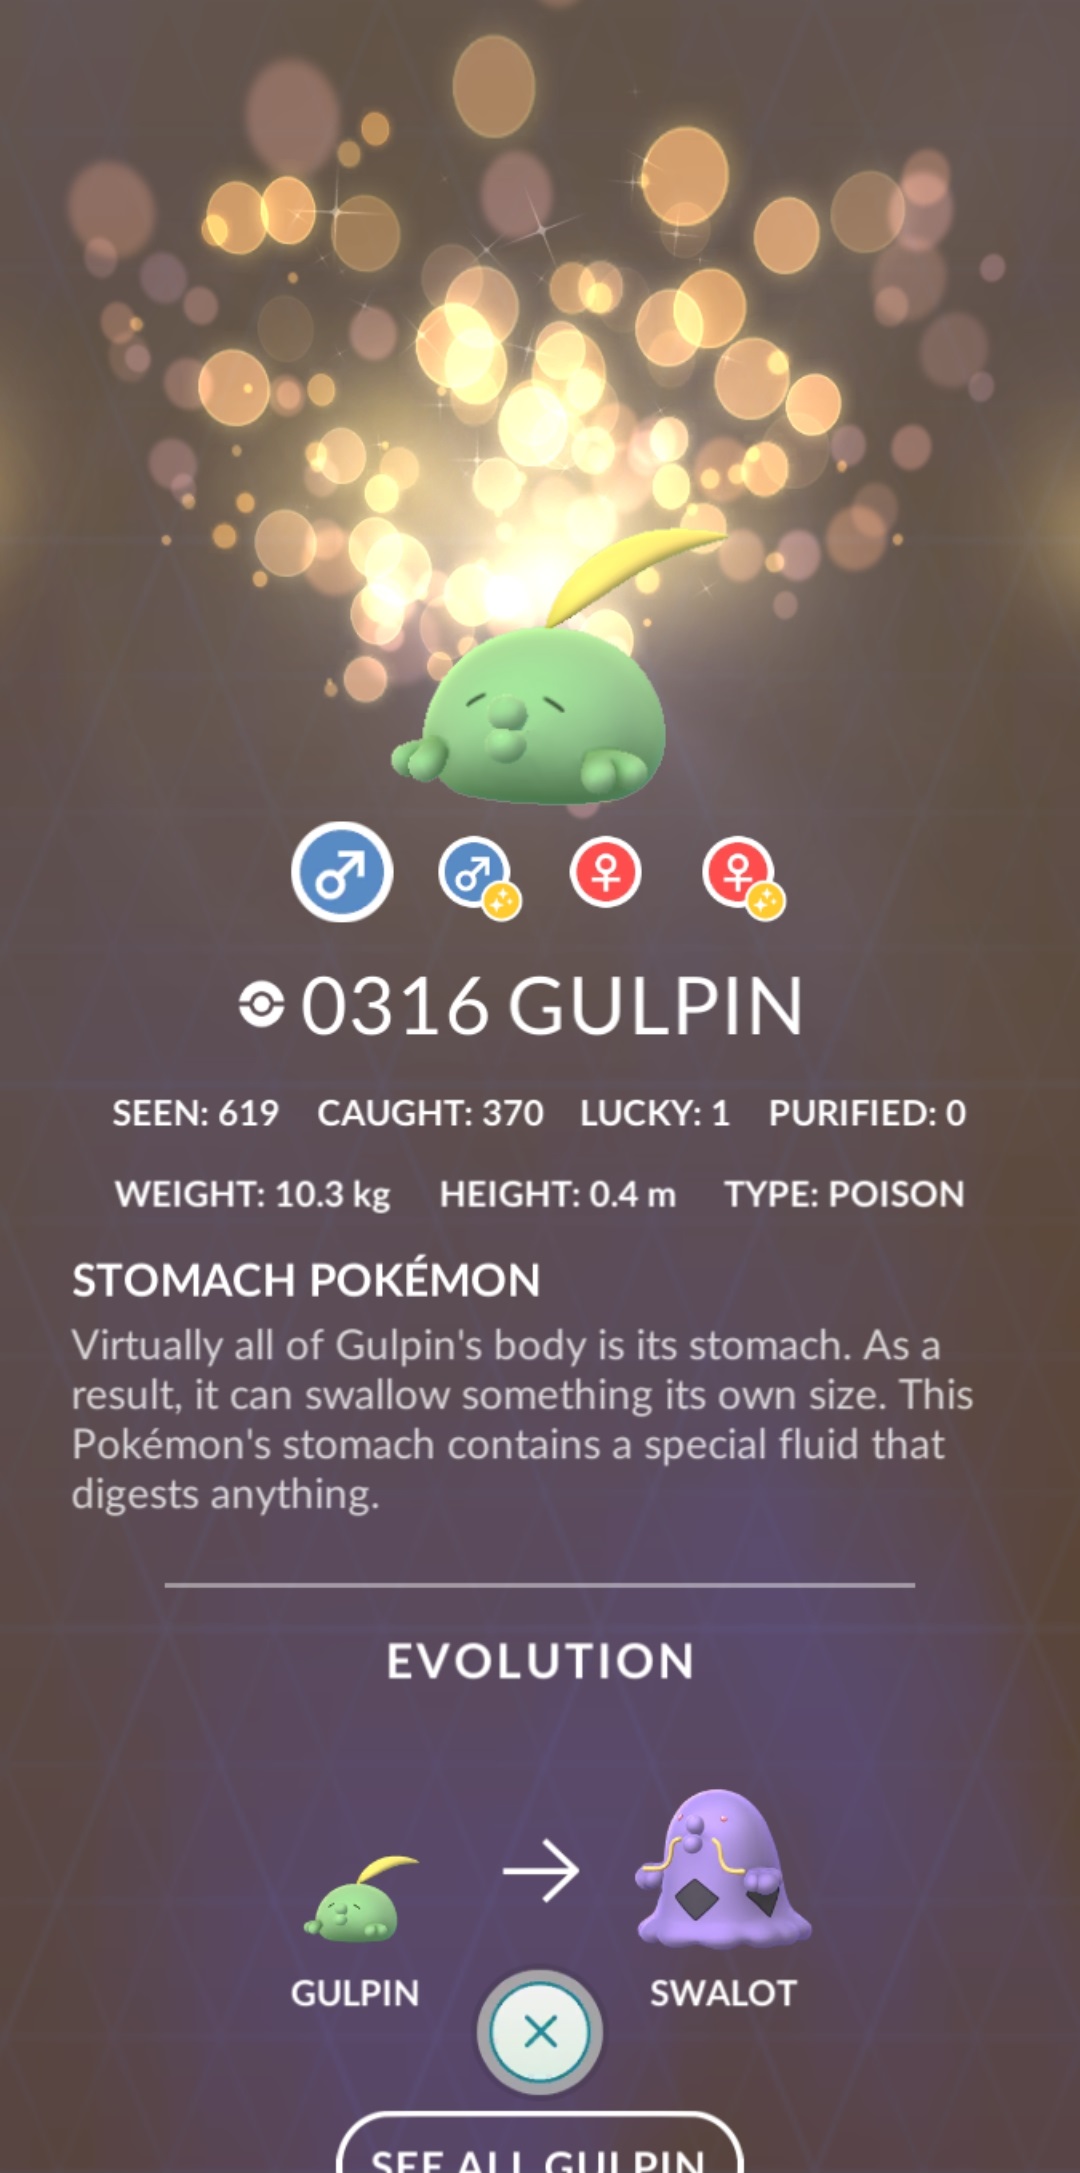 0316 GULPIN
SEEN: 619 CAUGHT: 370 LUCKY: 1 PURIFIED: 0
WEIGHT: 10.3 kg HEIGHT: 0.4 m TYPE: POISON
STOMACH POKÉMON
Virtually all of Gulpin's body is its stomach. As a
result, it can swallow something its own size. This
Pokémon's stomach contains a special fluid that
digests anything.
EVOLUTION
GULPIN SWALOT
SEE ALL GULPIN